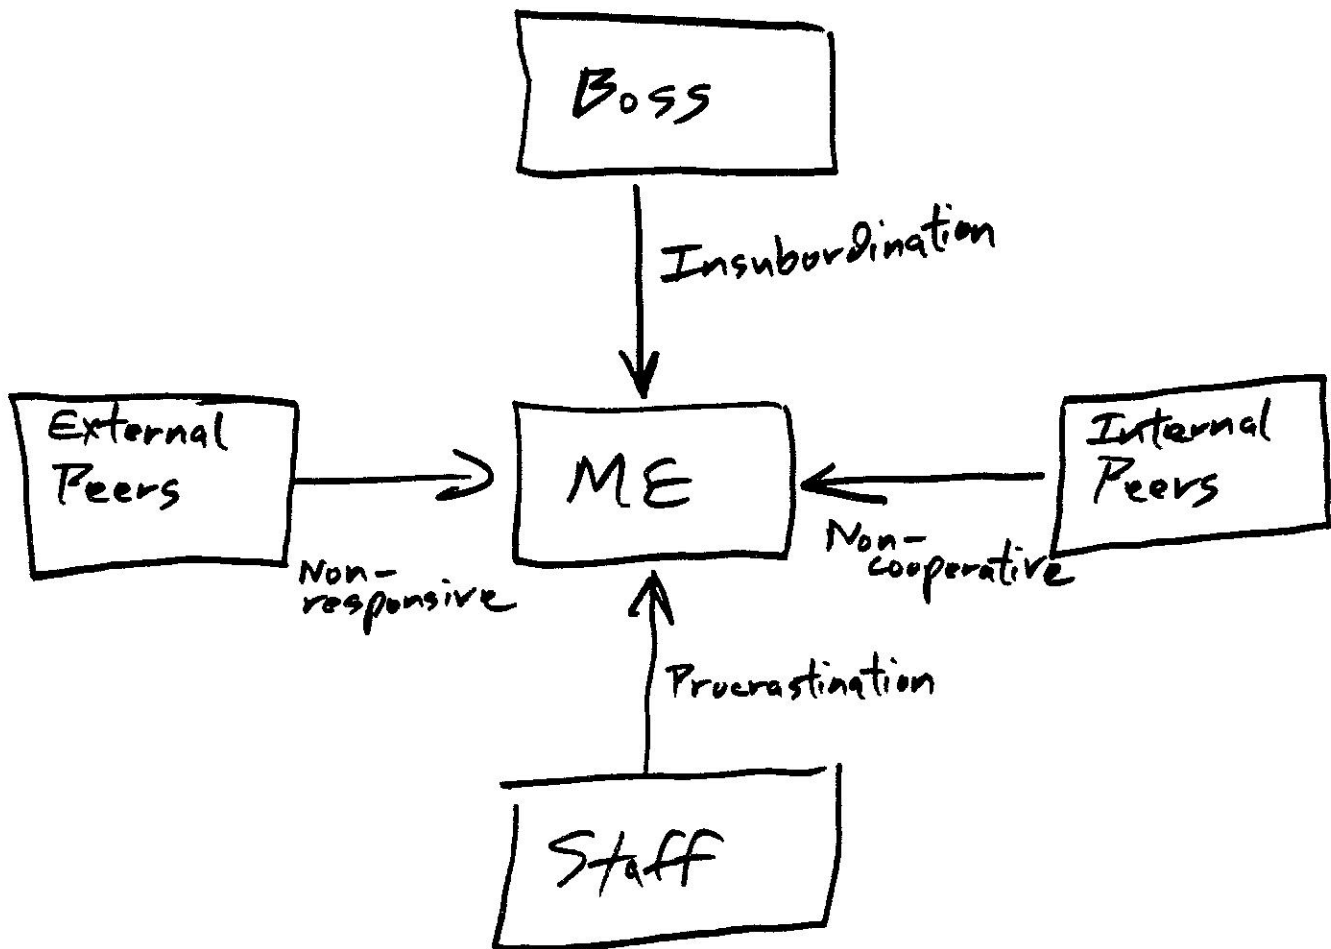 Boss
Insubordination
External
Peers
ME
Internal
Peers
Non-
responsive
Non-
cooperative
Procrastination
Staff